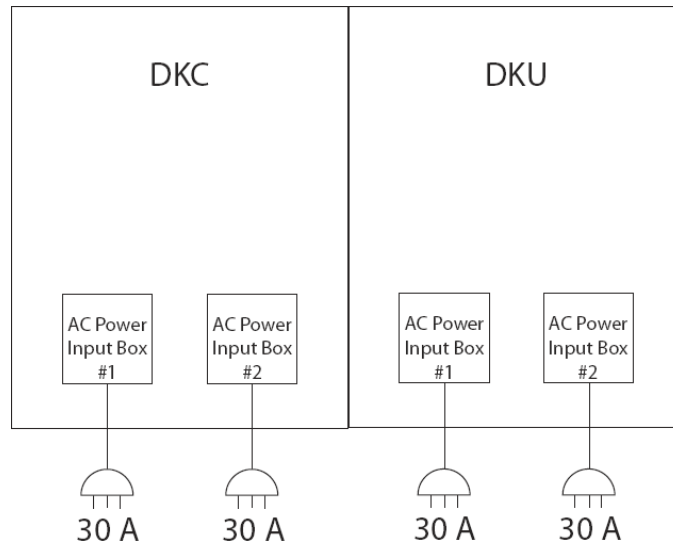 DKC
DKU
AC Power
Input Box
#1
AC Power
Input Box
#2
AC Power
Input Box
#1
AC Power
Input Box
#2
30 A
30 A
30 A
30 A